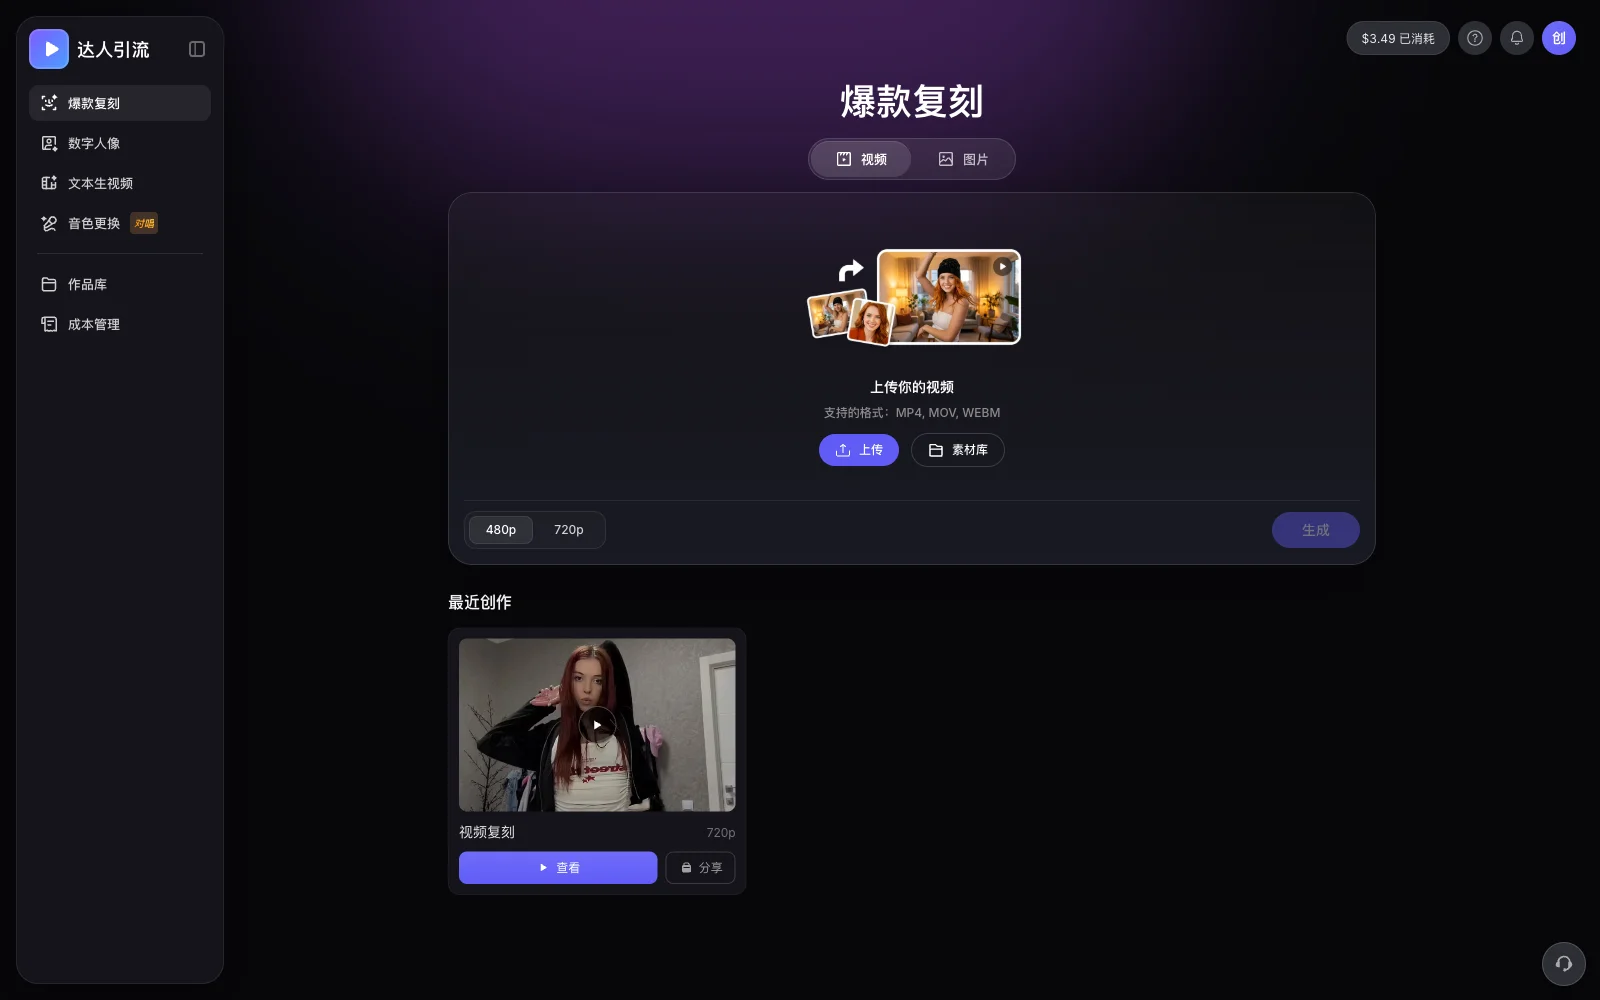 达人引流
爆款复刻
数字人像
文本生视频
音色更换 对唱
作品库
成本管理
$3.49 已消耗
创
爆款复刻
视频
图片
上传你的视频
支持的格式：MP4, MOV, WEBM
上传
素材库
480p
720p
生成
最近创作
视频复刻
720p
查看
分享